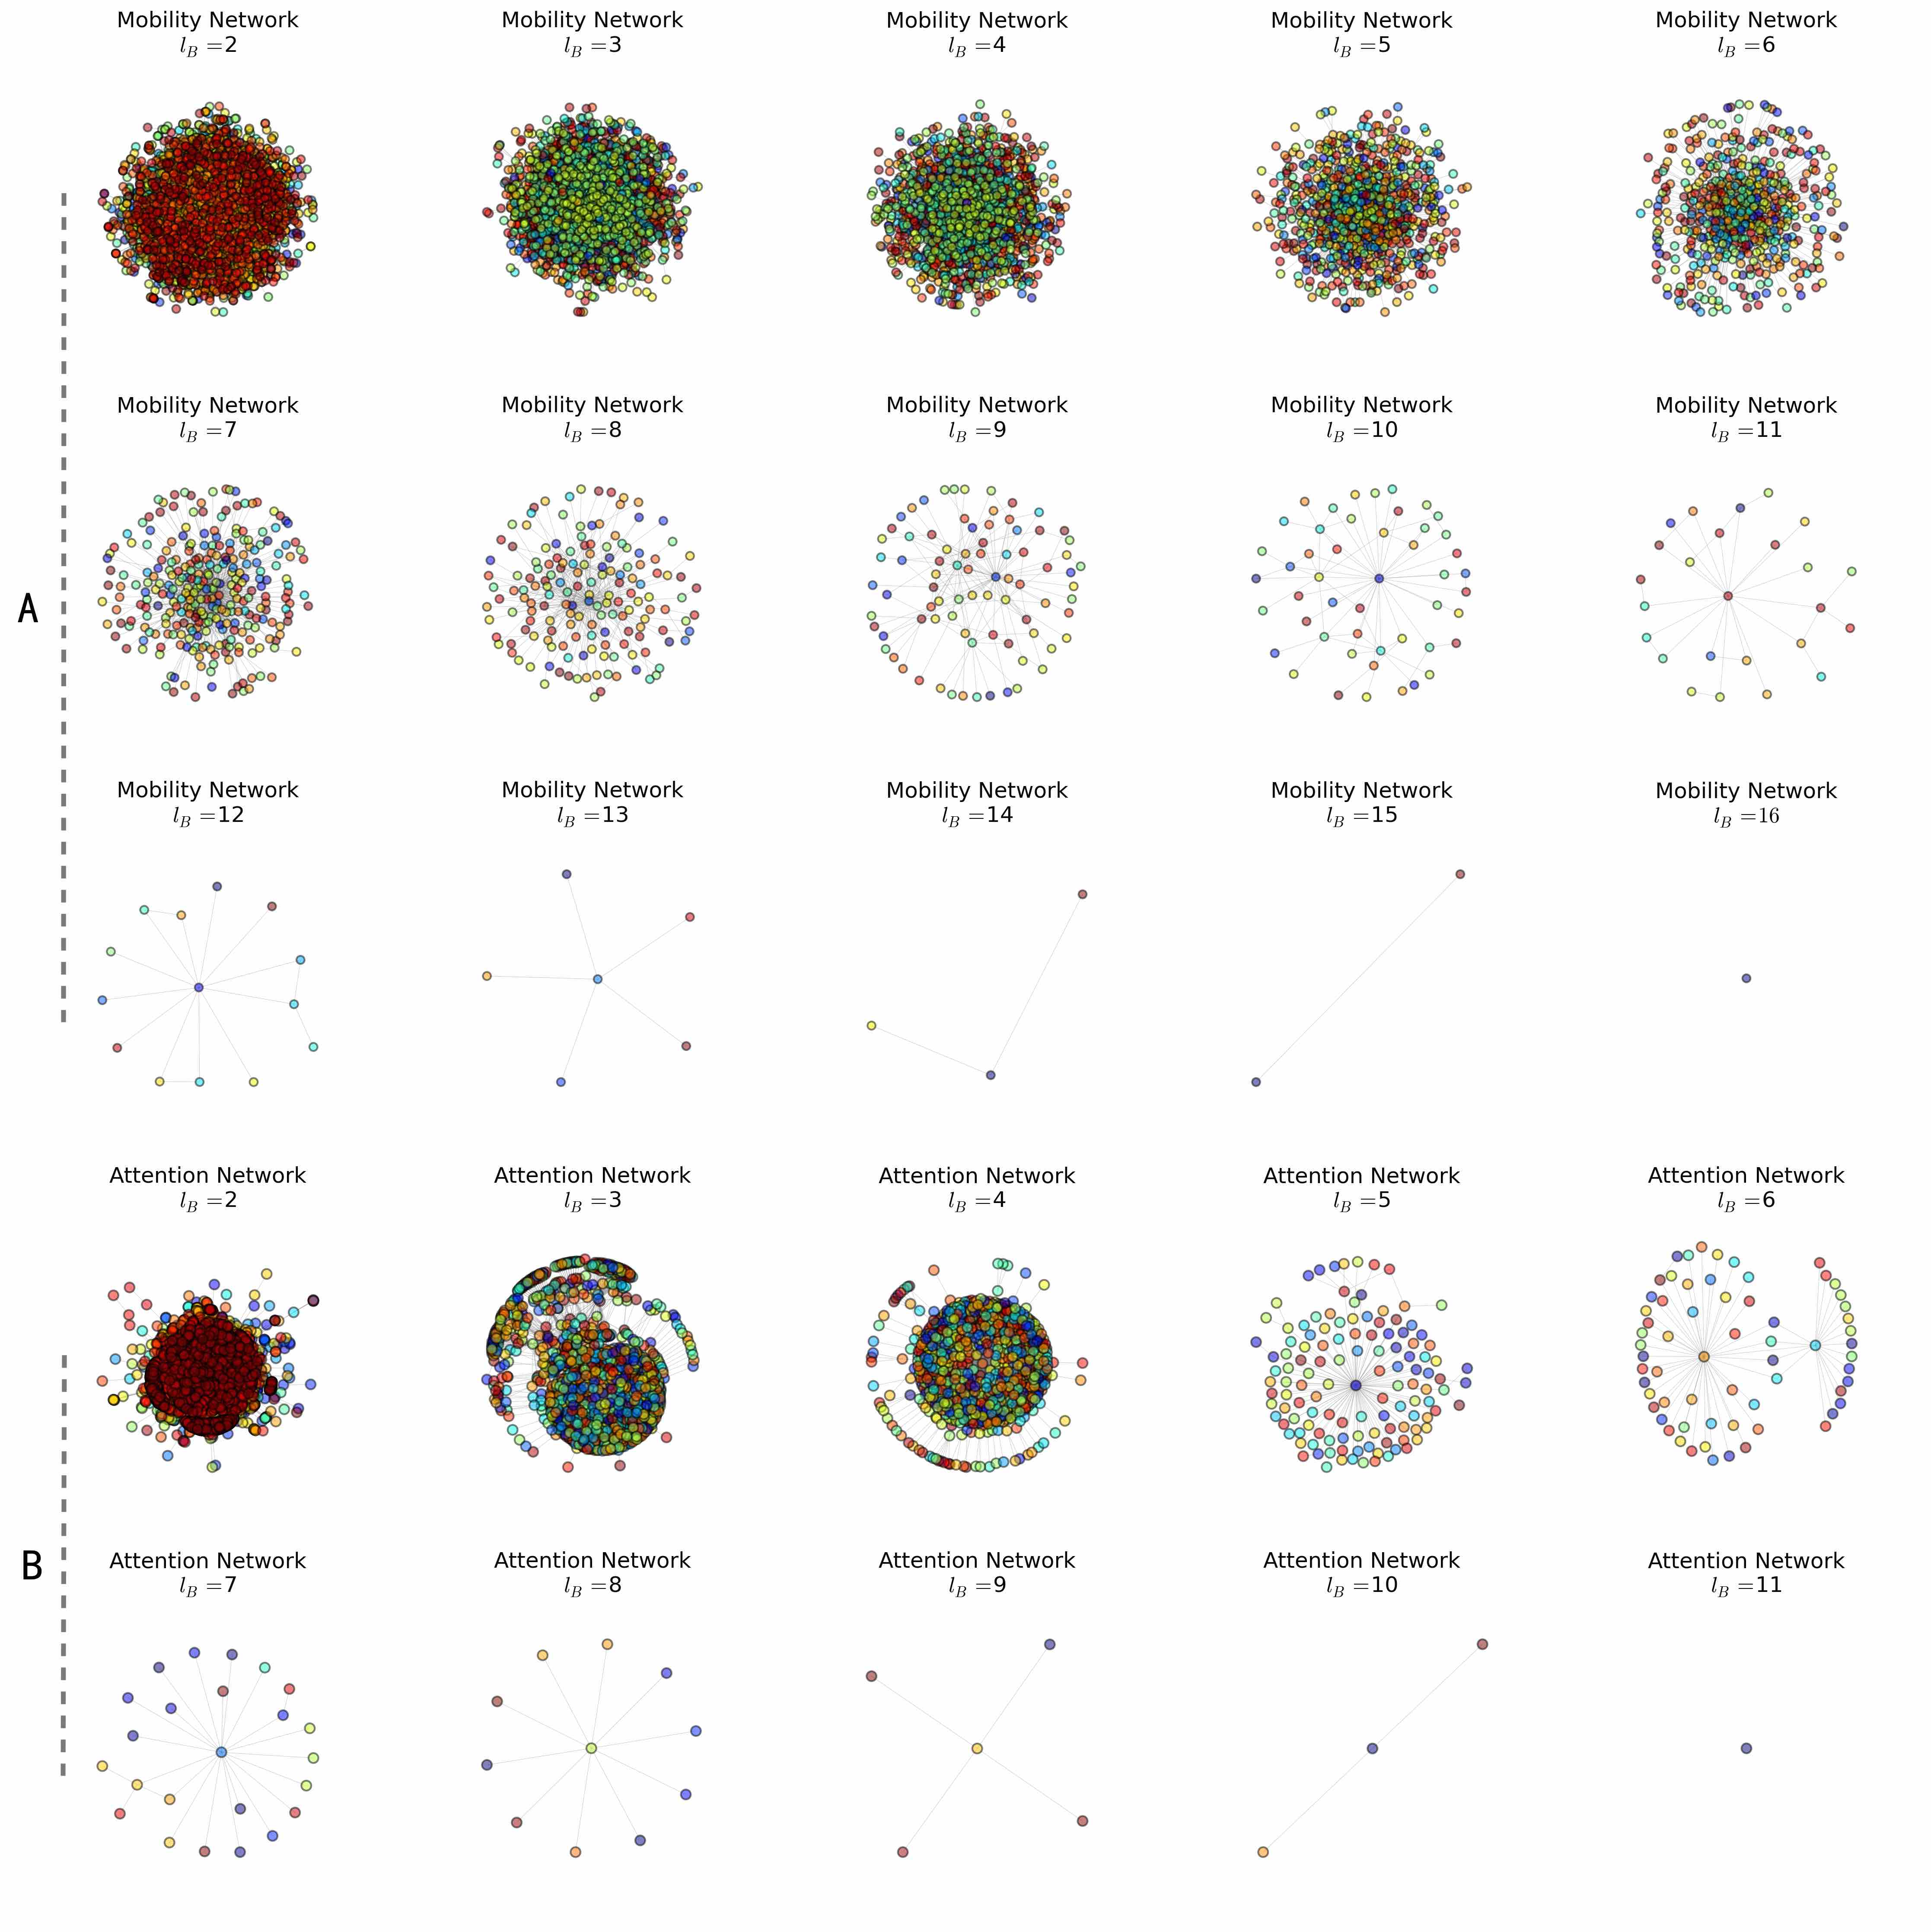 Mobility Network
l_B =2
Mobility Network
l_B =3
Mobility Network
l_B =4
Mobility Network
l_B =5
Mobility Network
l_B =6
Mobility Network
l_B =7
Mobility Network
l_B =8
Mobility Network
l_B =9
Mobility Network
l_B =10
Mobility Network
l_B =11
A
Mobility Network
l_B =12
Mobility Network
l_B =13
Mobility Network
l_B =14
Mobility Network
l_B =15
Mobility Network
l_B =16
Attention Network
l_B =2
Attention Network
l_B =3
Attention Network
l_B =4
Attention Network
l_B =5
Attention Network
l_B =6
B
Attention Network
l_B =7
Attention Network
l_B =8
Attention Network
l_B =9
Attention Network
l_B =10
Attention Network
l_B =11